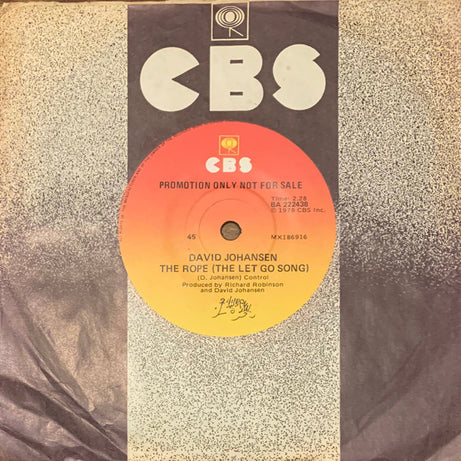 CBS
CBS
PROMOTION ONLY NOT FOR SALE
Time: 2.28
BA 222438
℗ 1978 CBS Inc.
45
MX186916
DAVID JOHANSEN
THE ROPE (THE LET GO SONG)
(D. Johansen) Control
Produced by Richard Robinson
and David Johansen